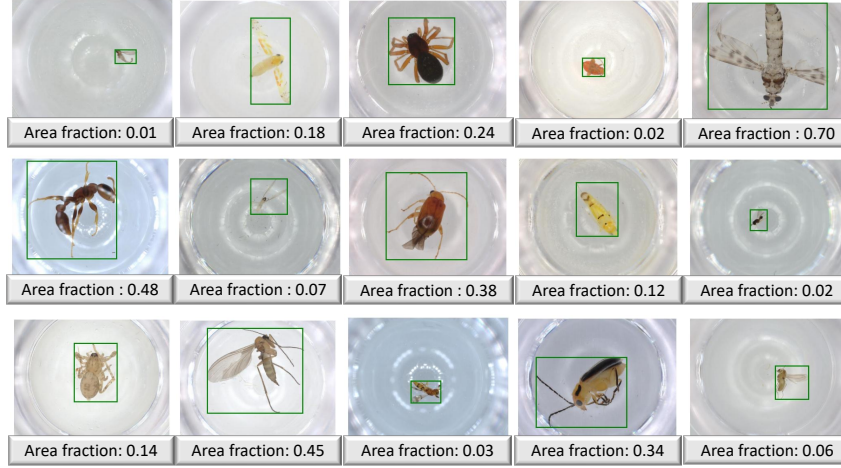 Area fraction: 0.01
Area fraction: 0.18
Area fraction: 0.24
Area fraction: 0.02
Area fraction : 0.70
Area fraction : 0.48
Area fraction : 0.07
Area fraction : 0.38
Area fraction: 0.12
Area fraction: 0.02
Area fraction: 0.14
Area fraction: 0.45
Area fraction: 0.03
Area fraction: 0.34
Area fraction: 0.06